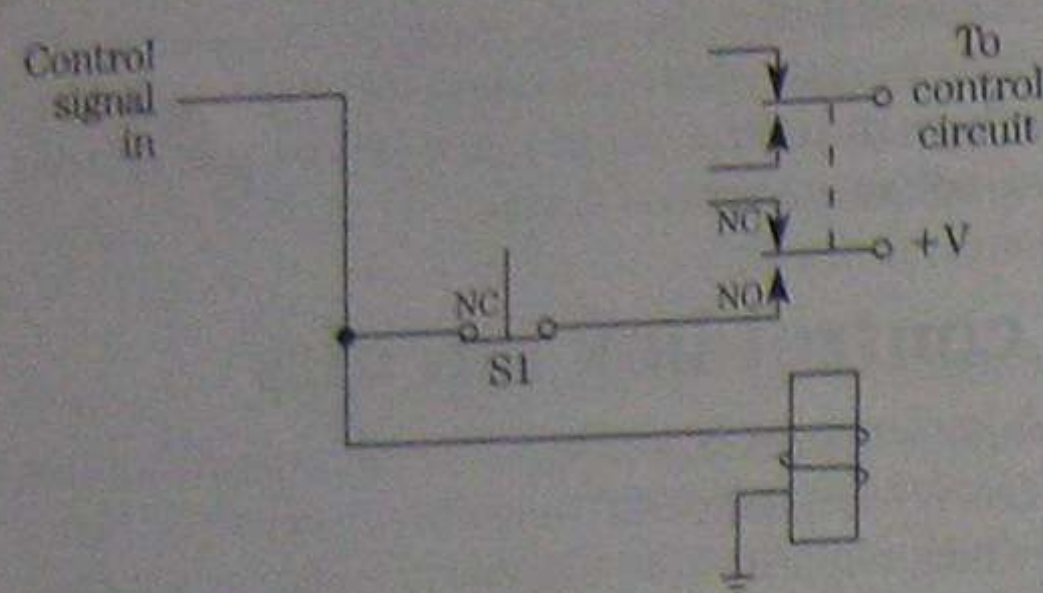 Control
signal
in
To
control
circuit
NC
+V
NO
NC
S1